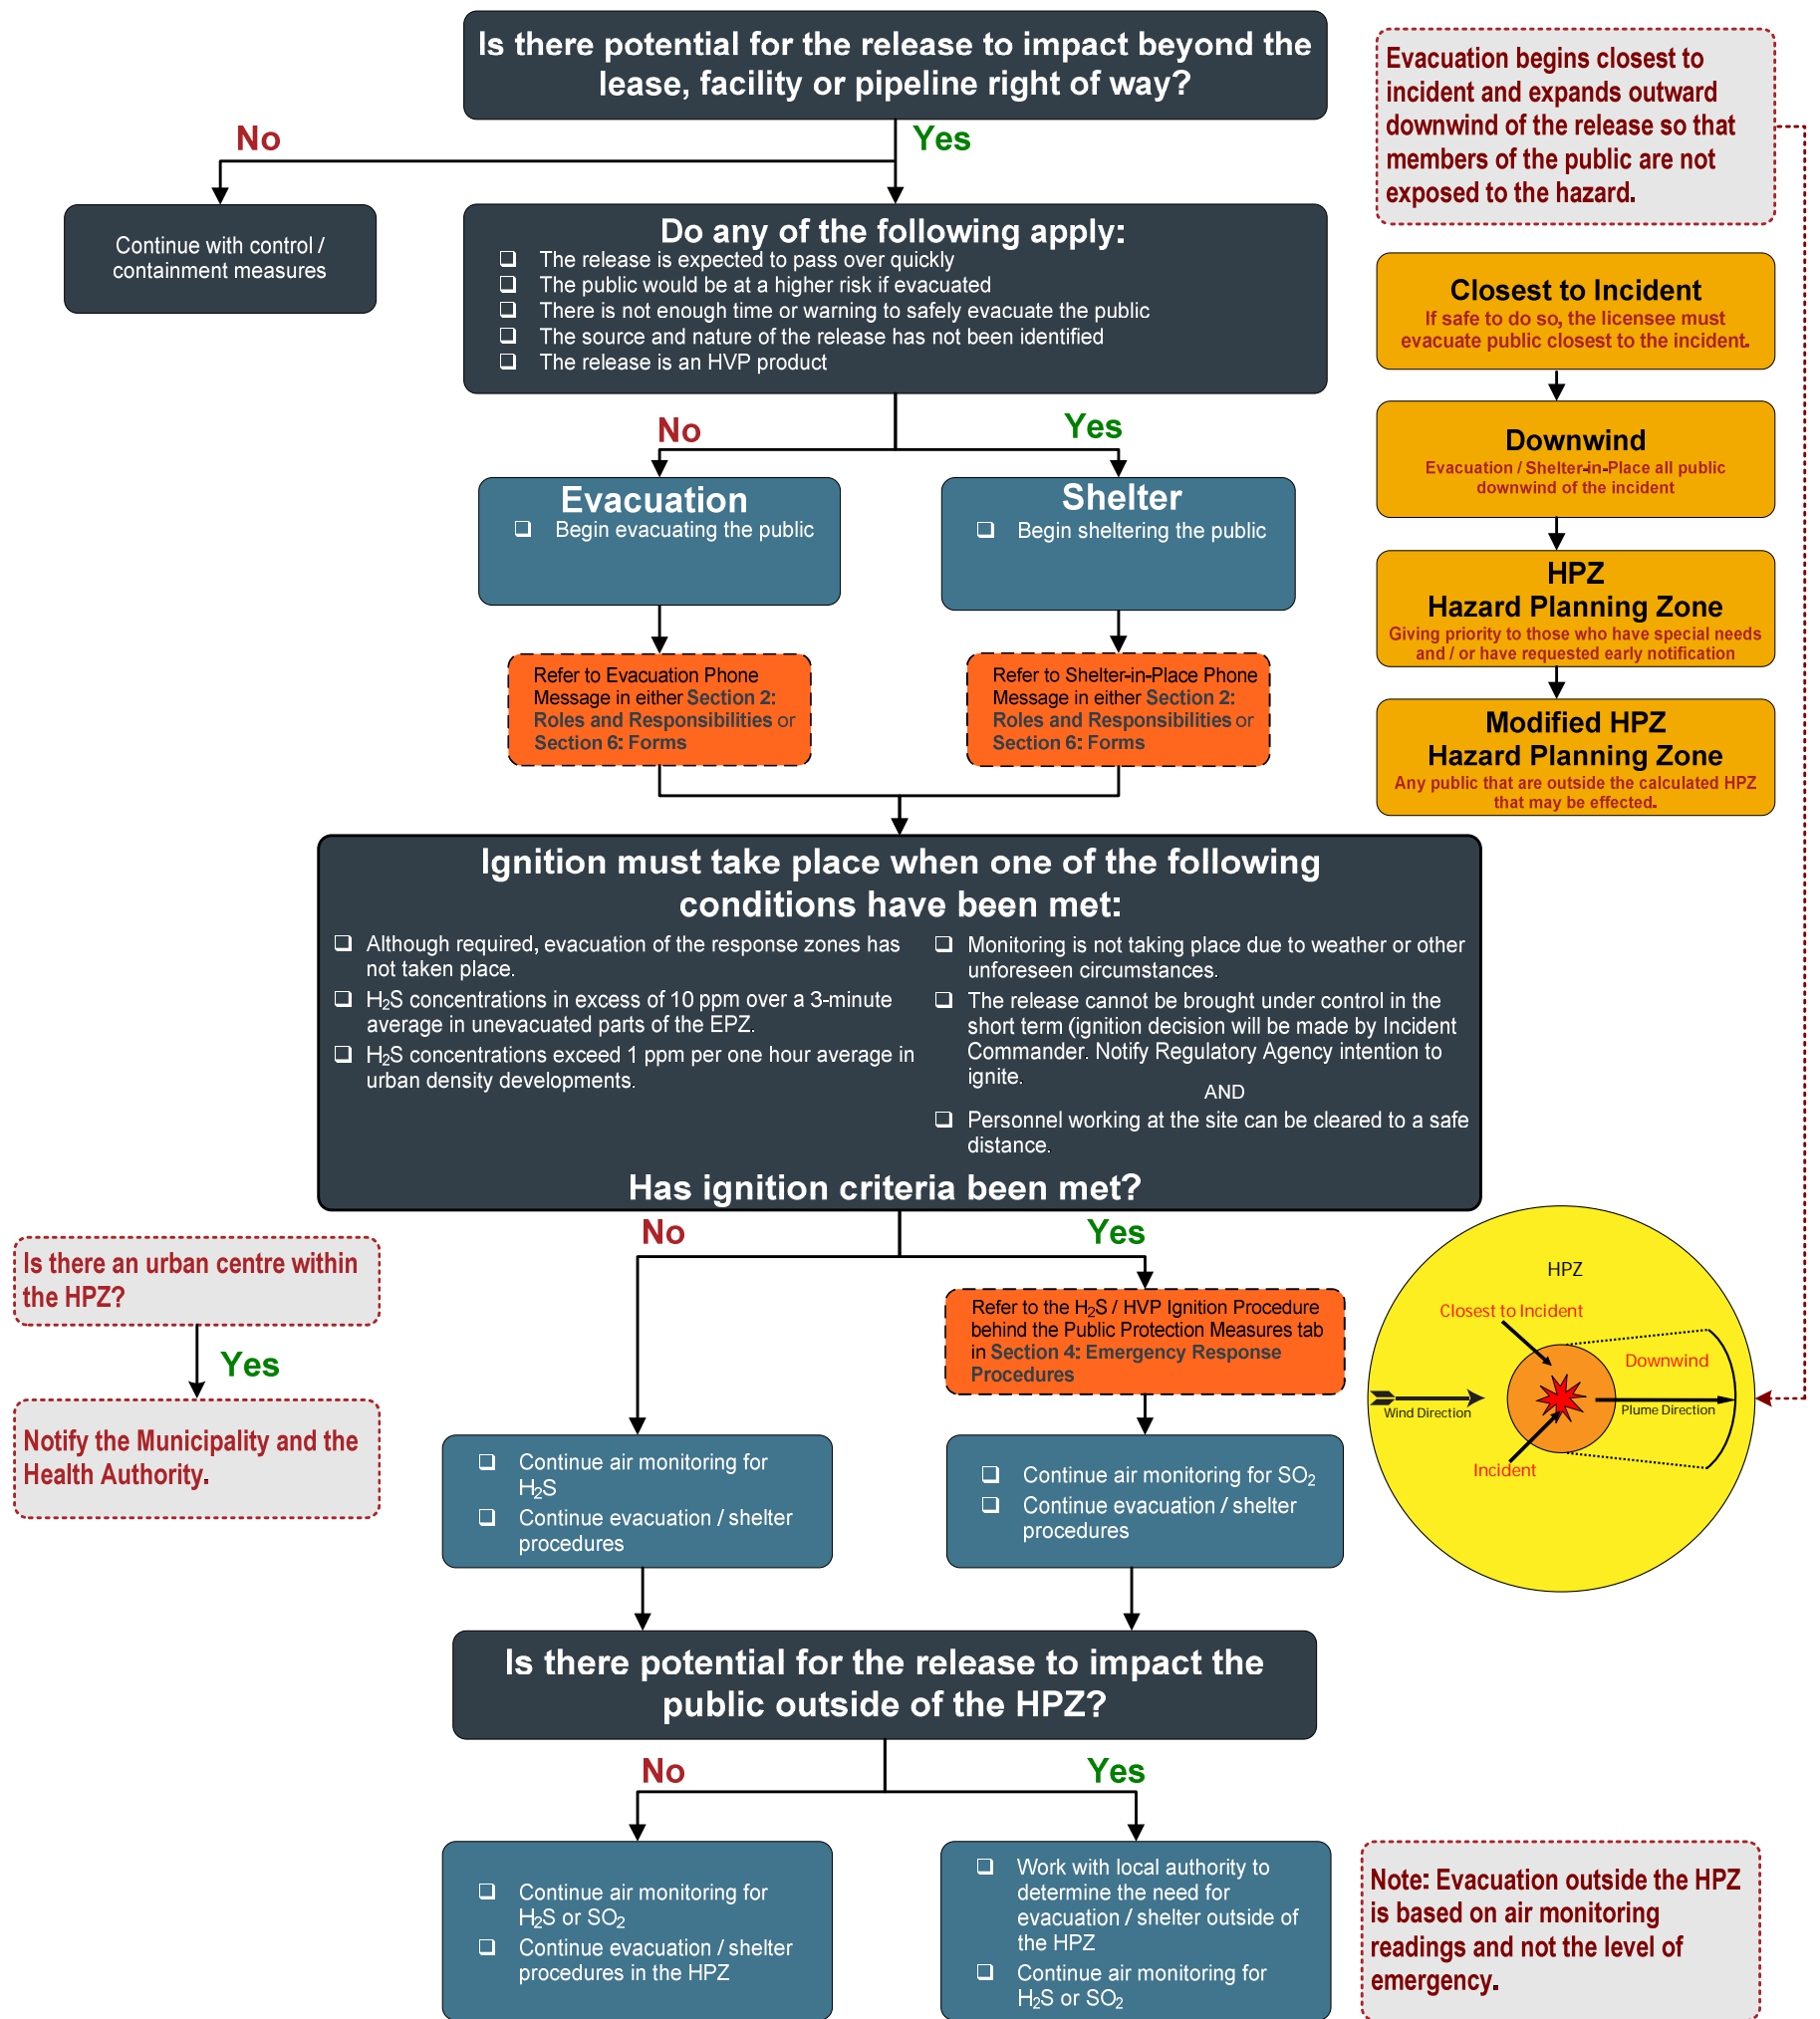 Is there potential for the release to impact beyond the
lease, facility or pipeline right of way?
No
Yes
Continue with control /
containment measures
Do any of the following apply:
❑ The release is expected to pass over quickly
❑ The public would be at a higher risk if evacuated
❑ There is not enough time or warning to safely evacuate the public
❑ The source and nature of the release has not been identified
❑ The release is an HVP product
No
Yes
Evacuation
❑ Begin evacuating the public
Shelter
❑ Begin sheltering the public
Refer to Evacuation Phone
Message in either Section 2:
Roles and Responsibilities or
Section 6: Forms
Refer to Shelter-in-Place Phone
Message in either Section 2:
Roles and Responsibilities or
Section 6: Forms
Evacuation begins closest to
incident and expands outward
downwind of the release so that
members of the public are not
exposed to the hazard.
Closest to Incident
If safe to do so, the licensee must
evacuate public closest to the incident.
Downwind
Evacuation / Shelter-in-Place all public
downwind of the incident
HPZ
Hazard Planning Zone
Giving priority to those who have special needs
and / or have requested early notification
Modified HPZ
Hazard Planning Zone
Any public that are outside the calculated HPZ
that may be effected.
Ignition must take place when one of the following
conditions have been met:
❑ Although required, evacuation of the response zones has
not taken place.
❑ H₂S concentrations in excess of 10 ppm over a 3-minute
average in unevacuated parts of the EPZ.
❑ H₂S concentrations exceed 1 ppm per one hour average in
urban density developments.
❑ Monitoring is not taking place due to weather or other
unforeseen circumstances.
❑ The release cannot be brought under control in the
short term (ignition decision will be made by Incident
Commander. Notify Regulatory Agency intention to
ignite.
AND
❑ Personnel working at the site can be cleared to a safe
distance.
Has ignition criteria been met?
No
Yes
Is there an urban centre within
the HPZ?
Yes
Notify the Municipality and the
Health Authority.
Refer to the H₂S / HVP Ignition Procedure
behind the Public Protection Measures tab
in Section 4: Emergency Response
Procedures
❑ Continue air monitoring for
H₂S
❑ Continue evacuation / shelter
procedures
❑ Continue air monitoring for SO₂
❑ Continue evacuation / shelter
procedures
HPZ
Closest to Incident
Downwind
Wind Direction
Plume Direction
Incident
Is there potential for the release to impact the
public outside of the HPZ?
No
Yes
❑ Continue air monitoring for
H₂S or SO₂
❑ Continue evacuation / shelter
procedures in the HPZ
❑ Work with local authority to
determine the need for
evacuation / shelter outside of
the HPZ
❑ Continue air monitoring for
H₂S or SO₂
Note: Evacuation outside the HPZ
is based on air monitoring
readings and not the level of
emergency.